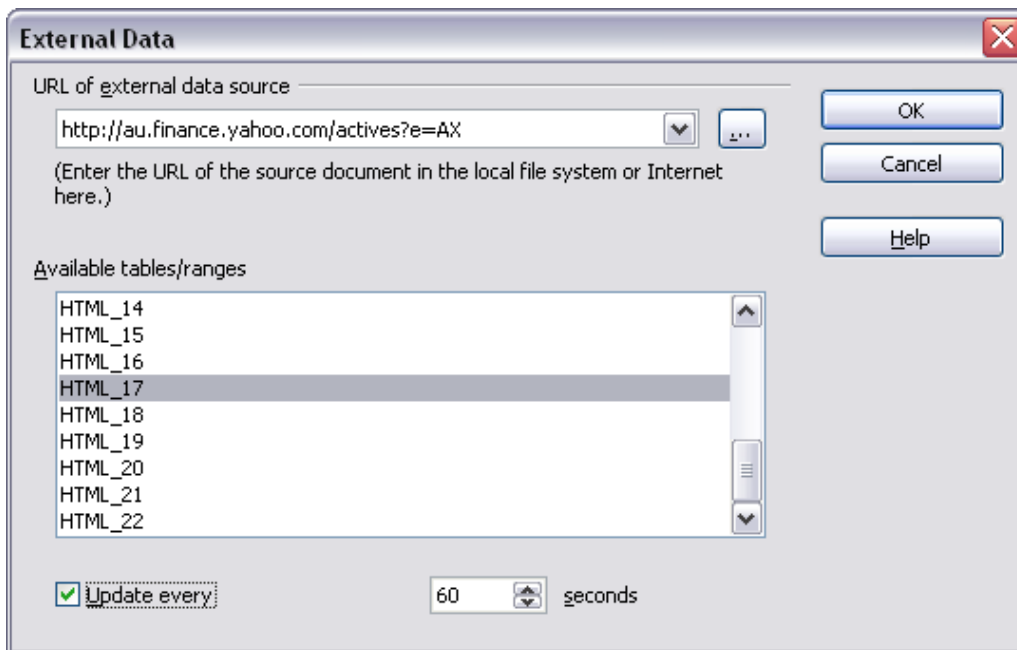 External Data
URL of external data source
http://au.finance.yahoo.com/actives?e=AX
...
(Enter the URL of the source document in the local file system or Internet
here.)
OK
Cancel
Help
Available tables/ranges
HTML_14
HTML_15
HTML_16
HTML_17
HTML_18
HTML_19
HTML_20
HTML_21
HTML_22
Update every 60 seconds